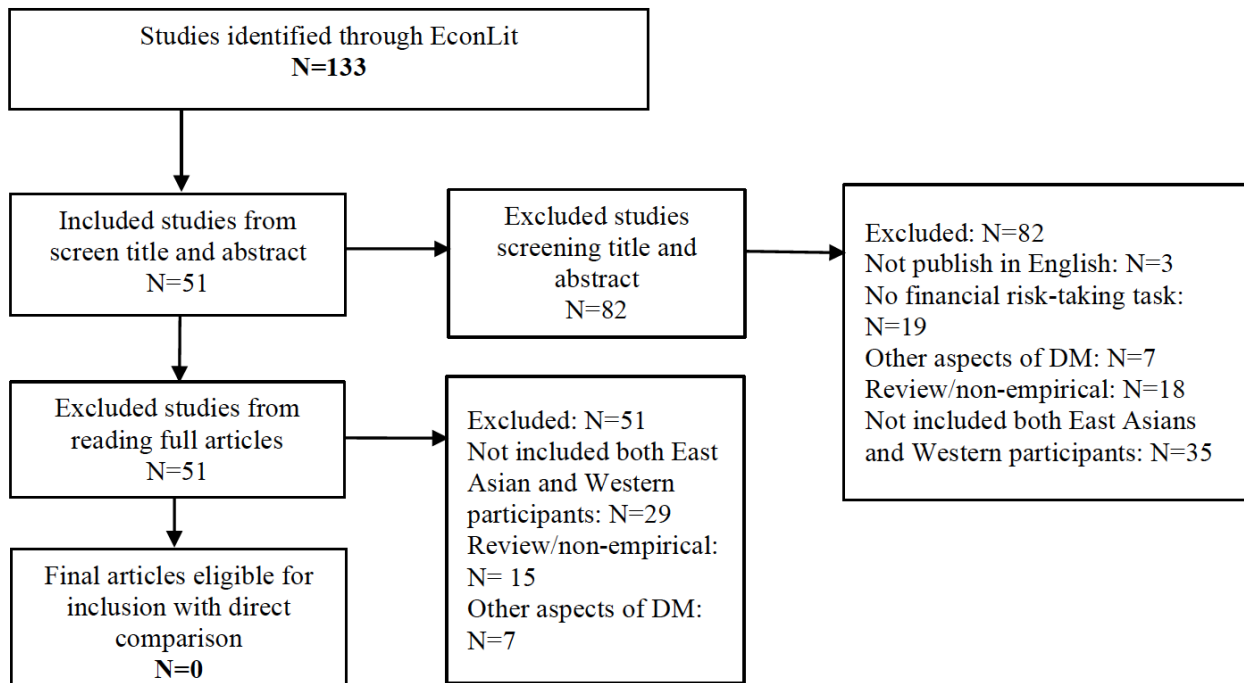 Studies identified through EconLit
N=133
Included studies from
screen title and abstract
N=51
Excluded studies
screening title and
abstract
N=82
Excluded: N=82
Not publish in English: N=3
No financial risk-taking task:
N=19
Other aspects of DM: N=7
Review/non-empirical: N=18
Not included both East Asians
and Western participants: N=35
Excluded studies from
reading full articles
N=51
Excluded: N=51
Not included both East
Asian and Western
participants: N=29
Review/non-empirical:
N= 15
Other aspects of DM:
N=7
Final articles eligible for
inclusion with direct
comparison
N=0